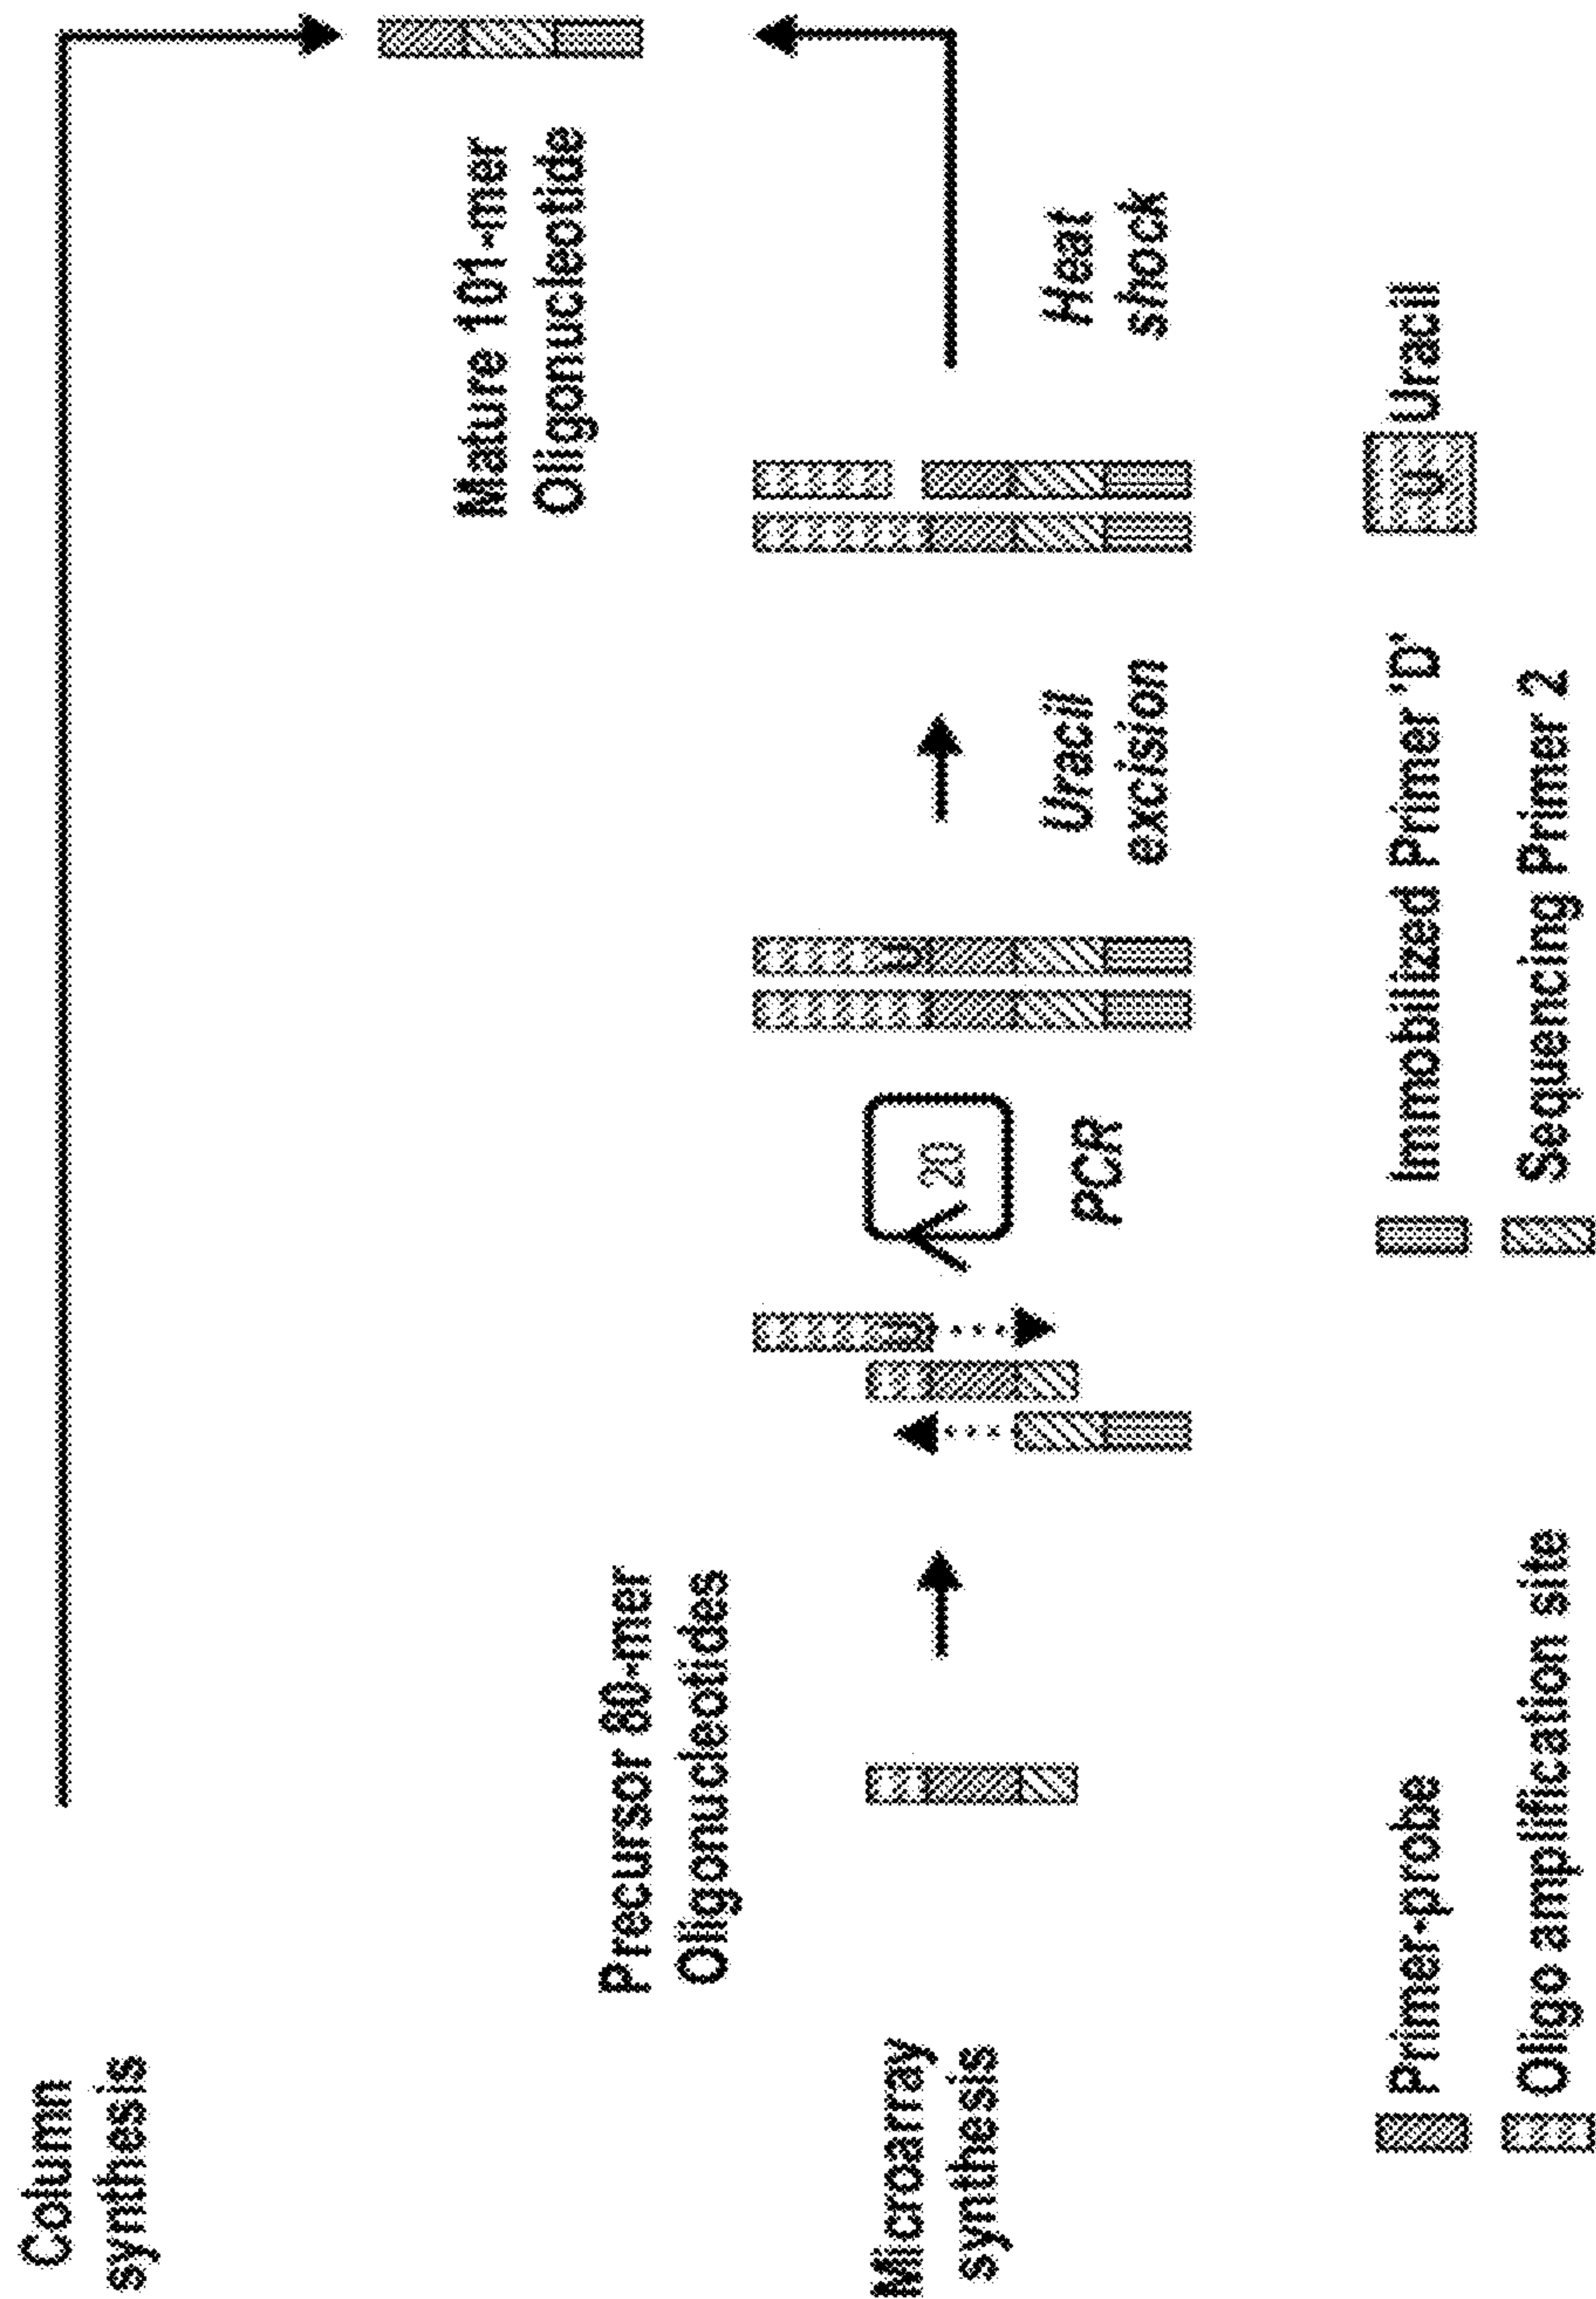 Column
synthesis
Mature 101-mer
Oligonucleotide
Precursor 80-mer
Oligonucleotides
Microarray
synthesis
U
20
U
PCR
Uracil
excision
Heat
shock
Primer-probe
Immobilized Primer 'D'
U Uracil
Oligo amplification site
Sequencing Primer 2